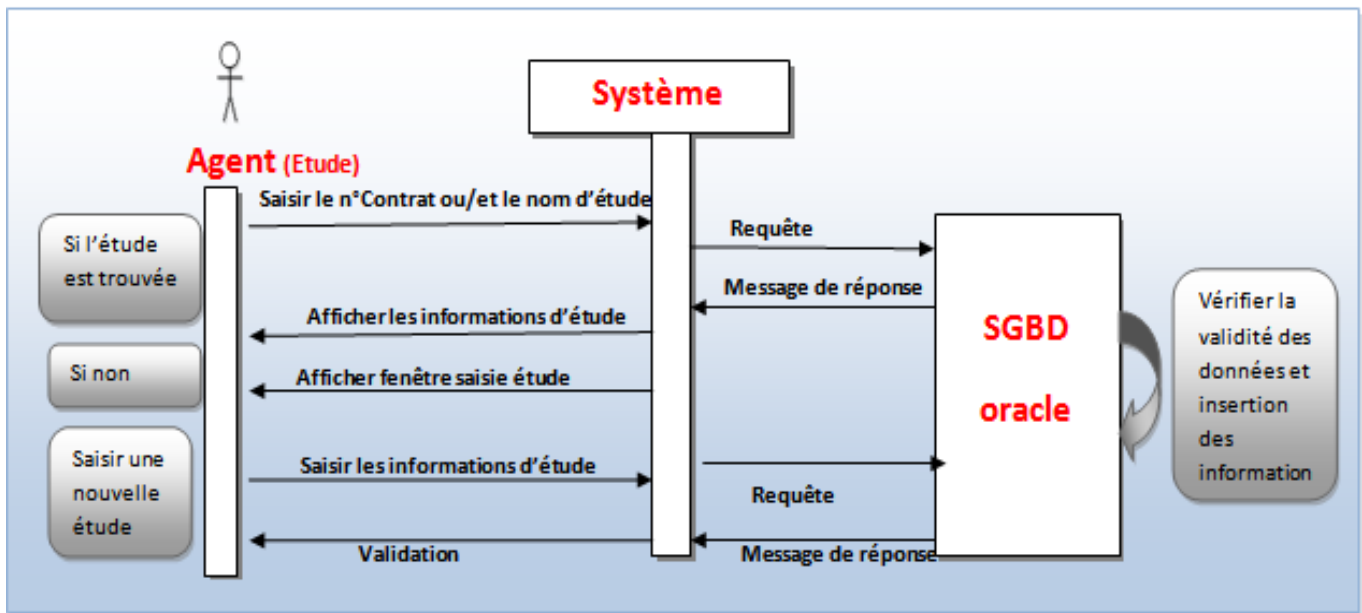 Système
Agent (Etude)
Saisir le n°Contrat ou/et le nom d'étude
Si l'étude
est trouvée
Requête
Message de réponse
Afficher les informations d'étude
Si non
Afficher fenêtre saisie étude
SGBD
oracle
Vérifier la
validité des
données et
insertion
des
information
Saisir une
nouvelle
étude
Saisir les informations d'étude
Requête
Validation
Message de réponse